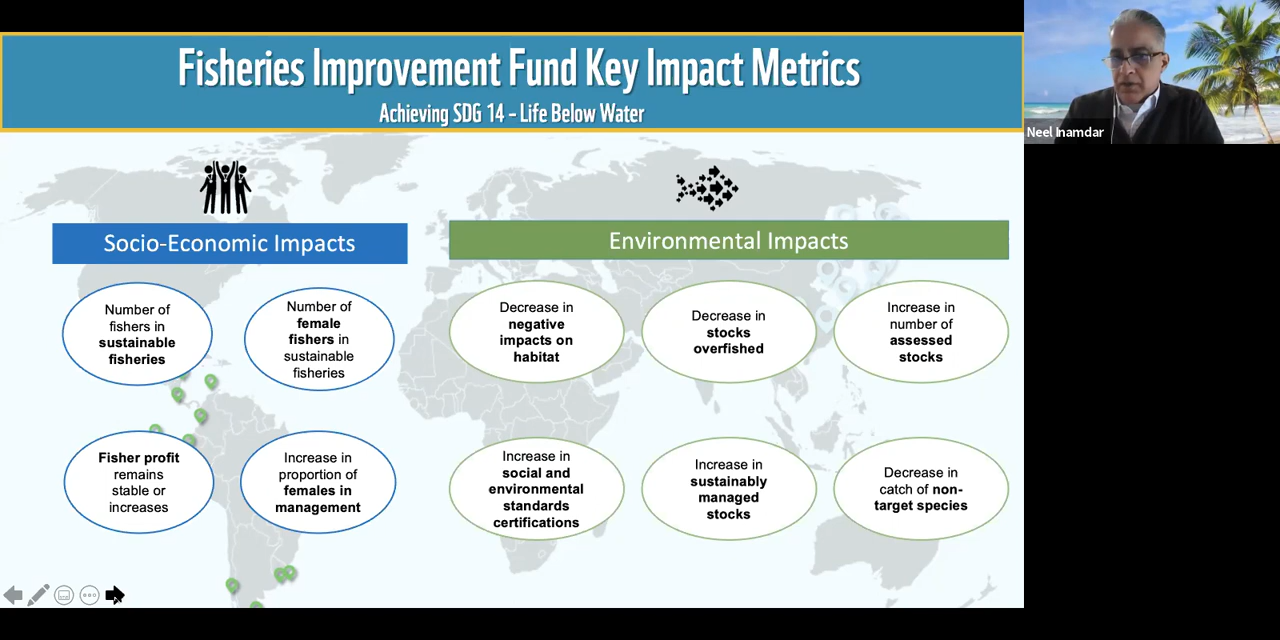 Fisheries Improvement Fund Key Impact Metrics
Achieving SDG 14 – Life Below Water
Neel Inamdar
Socio-Economic Impacts
Number of
fishers in
sustainable
fisheries
Number of
female
fishers in
sustainable
fisheries
Fisher profit
remains
stable or
increases
Increase in
proportion of
females in
management
Environmental Impacts
Decrease in
negative
impacts on
habitat
Decrease in
stocks
overfished
Increase in
number of
assessed
stocks
Increase in
social and
environmental
standards
certifications
Increase in
sustainably
managed
stocks
Decrease in
catch of non-
target species